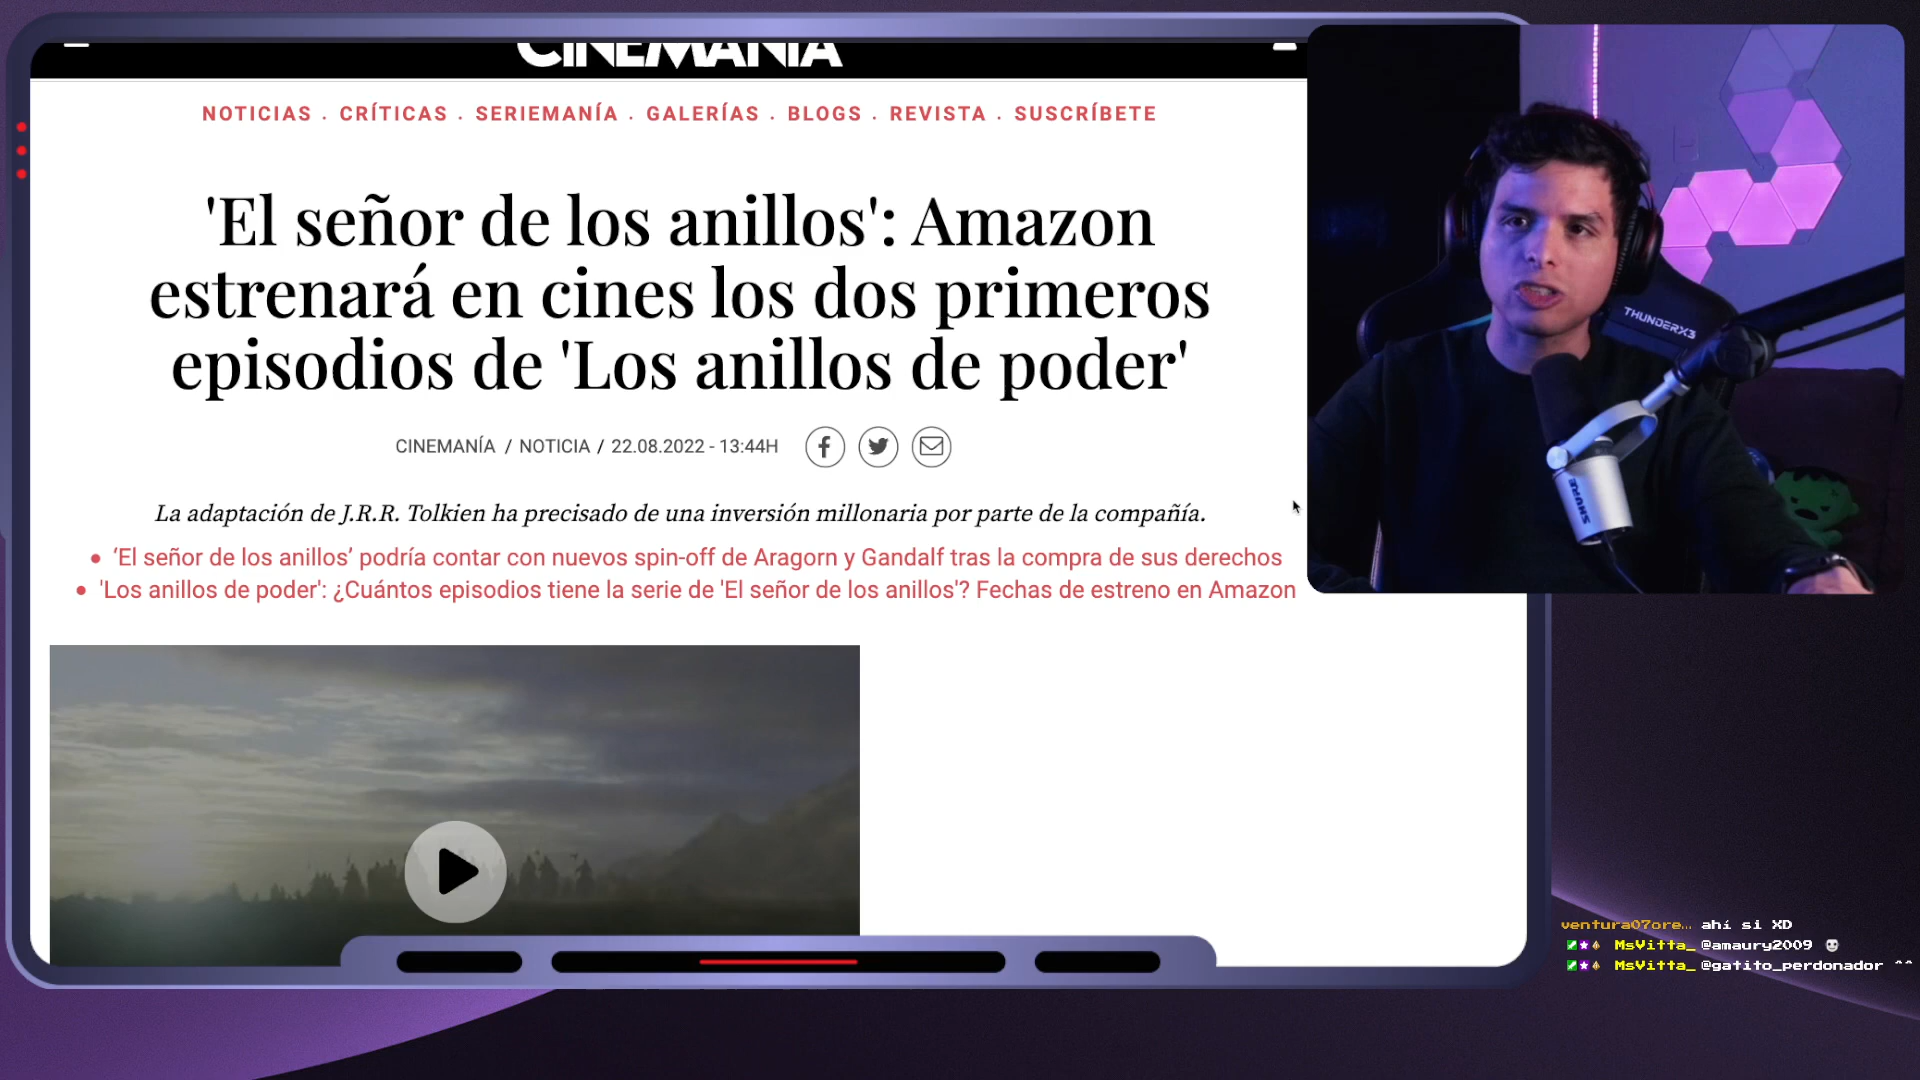 CINEMANÍA
NOTICIAS . CRÍTICAS . SERIEMANÍA . GALERÍAS . BLOGS . REVISTA . SUSCRÍBETE
'El señor de los anillos': Amazon
estrenará en cines los dos primeros
episodios de 'Los anillos de poder'
CINEMANÍA / NOTICIA / 22.08.2022 - 13:44H
La adaptación de J.R.R. Tolkien ha precisado de una inversión millonaria por parte de la compañía.
• ‘El señor de los anillos’ podría contar con nuevos spin-off de Aragorn y Gandalf tras la compra de sus derechos
• 'Los anillos de poder': ¿Cuántos episodios tiene la serie de 'El señor de los anillos'? Fechas de estreno en Amazon
THUNDERX3
SHURE
ventura07ore… ahí si XD
MsVitta_ @amaury2009
MsVitta_ @gatito_perdonador ^^